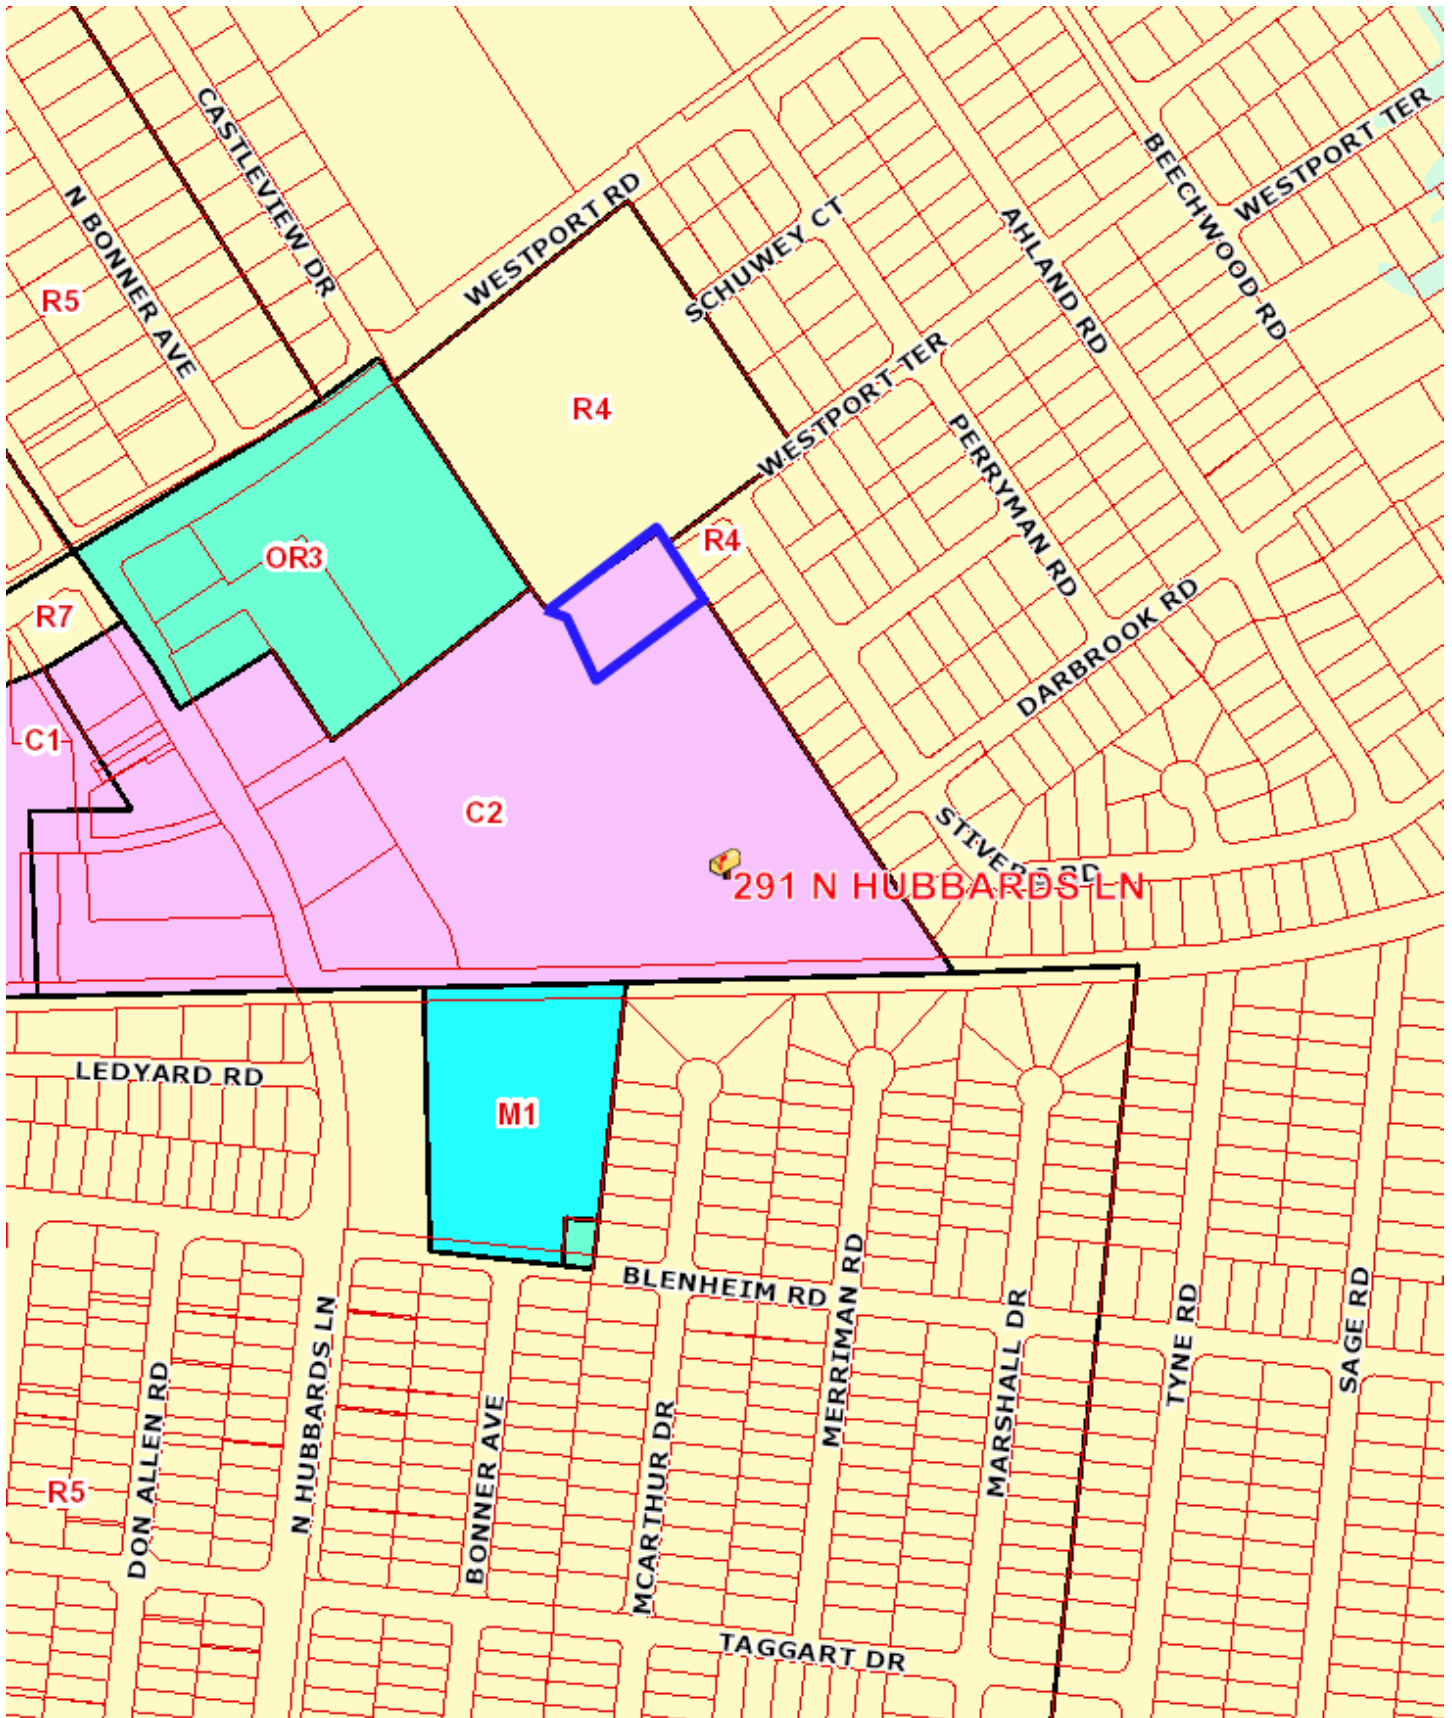 CASTLEVIEW DR
WESTPORT TER
BEECHWOOD RD
N BONNER AVE
WESTPORT RD
SCHUWEY CT
AHLAND RD
R5
R4
WESTPORT TER
PERRYMAN RD
R4
OR3
R7
DARBROOK RD
C1
C2
STIVERS RD
291 N HUBBARDS LN
LEDYARD RD
M1
BLENHEIM RD
MERRIMAN RD
MARSHALL DR
TYNE RD
SAGE RD
N HUBBARDS LN
DON ALLEN RD
BONNER AVE
MCARTHUR DR
R5
TAGGART DR